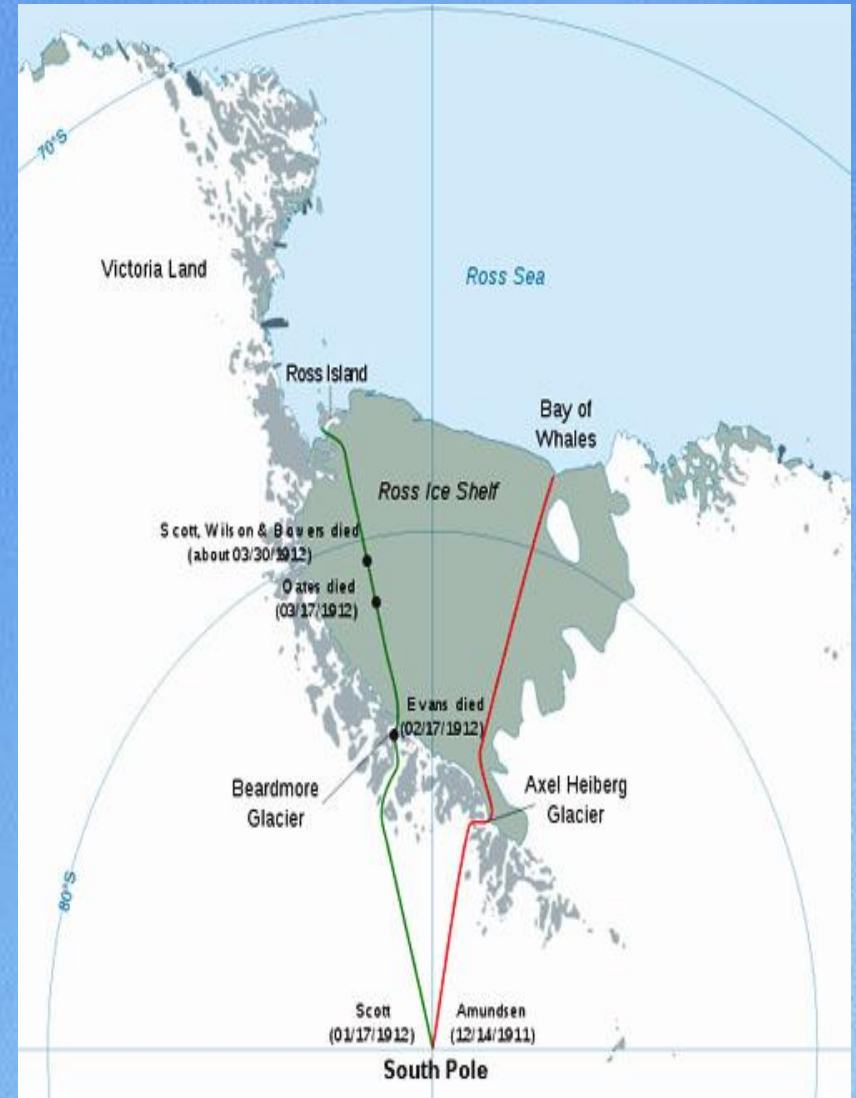 70°S
Victoria Land
Ross Sea
Ross Island
Bay of
Whales
Ross Ice Shelf
Scott, Wilson & Bowers died
(about 03/30/1912)
Oates died
(03/17/1912)
Evans died
(02/17/1912)
Beardmore
Glacier
Axel Heiberg
Glacier
80°S
Scott
(01/17/1912)
Amundsen
(12/14/1911)
South Pole